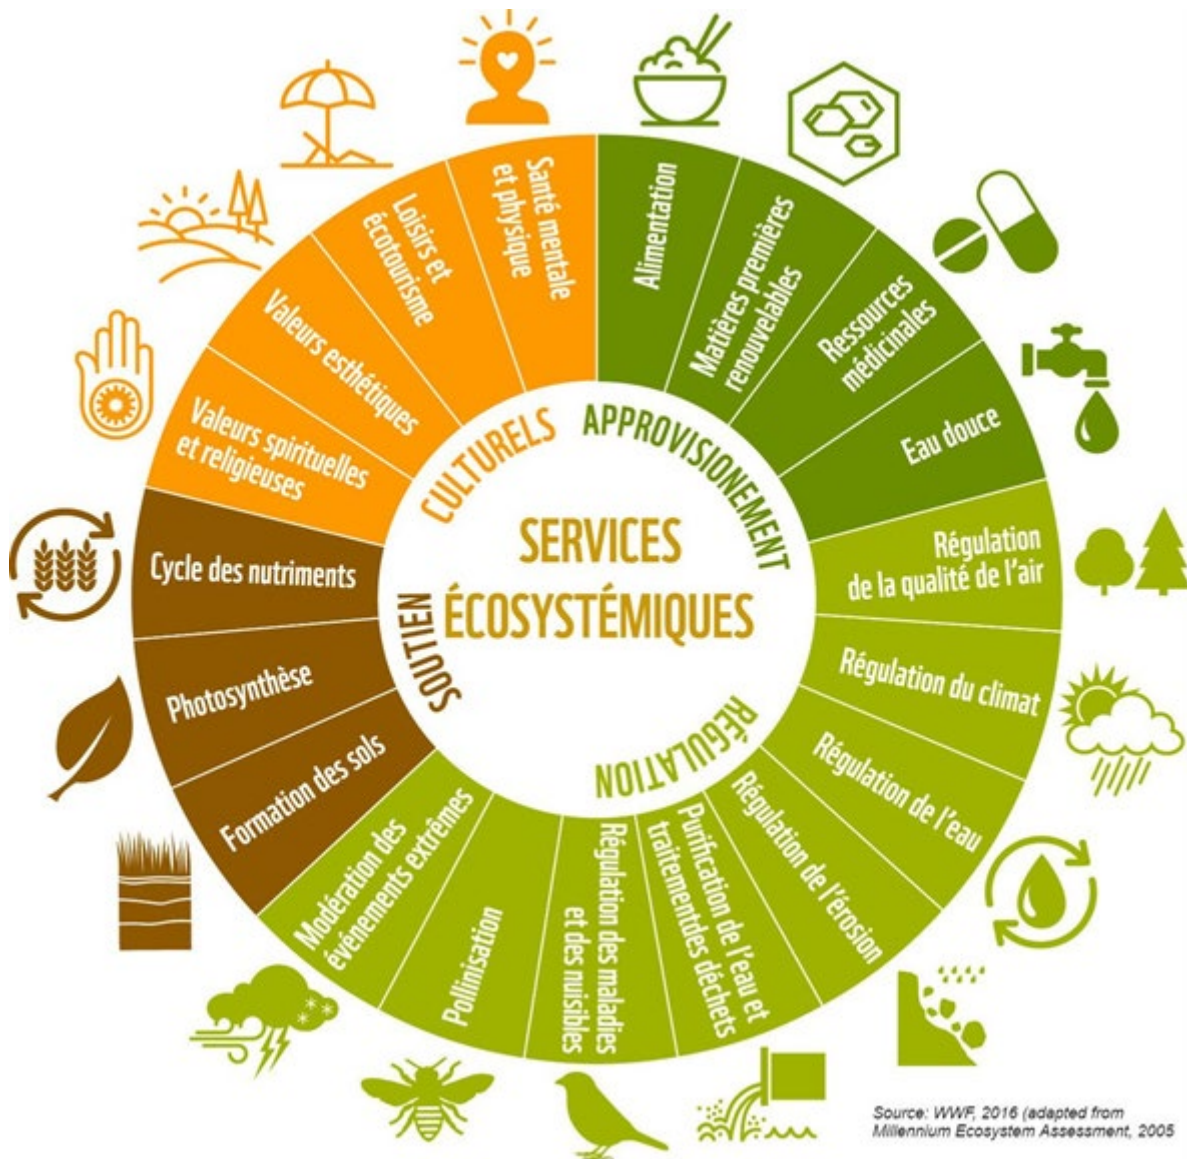 SERVICES
ÉCOSYSTÉMIQUES
APPROVISIONEMENT
Alimentation
Matières premières
renouvelables
Ressources
médicinales
Eau douce
RÉGULATION
Régulation
de la qualité de l'air
Régulation du climat
Régulation de l'eau
Régulation de l'érosion
Purification de l'eau et
traitementdes déchets
Régulation des maladies
et des nuisibles
Pollinisation
Modération des
événements extrêmes
SOUTIEN
Formation des sols
Photosynthèse
Cycle des nutriments
CULTURELS
Valeurs spirituelles
et religieuses
Valeurs esthétiques
Loisirs et
écotourisme
Santé mentale
et physique
Source: WWF, 2016 (adapted from
Millennium Ecosystem Assessment, 2005